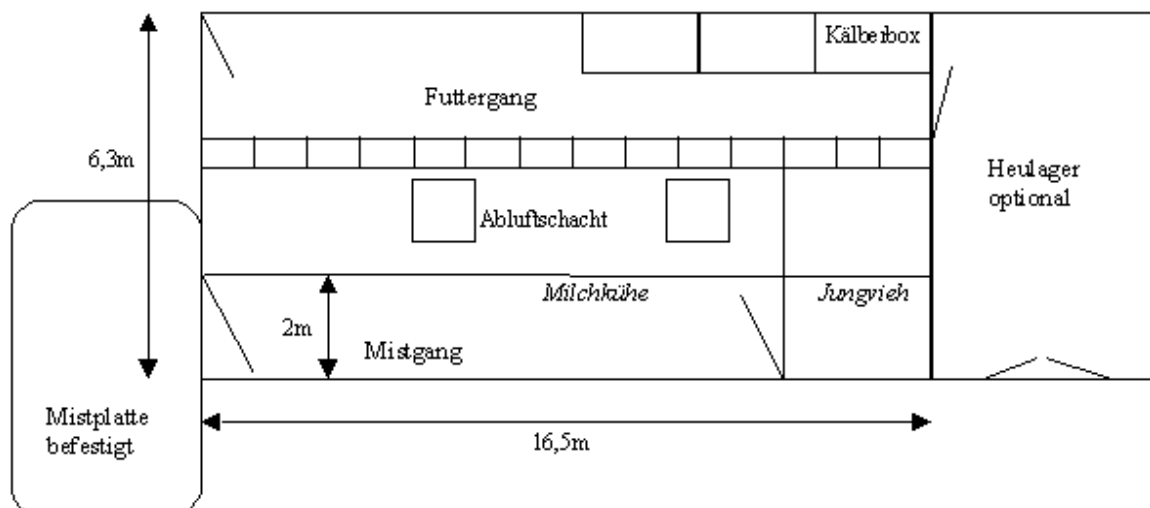 Kälberbox
Futtergang
6,3m
Heulager
optional
Abluftschacht
Milchkühe
Jungvieh
2m
Mistgang
Mistplatte
befestigt
16,5m